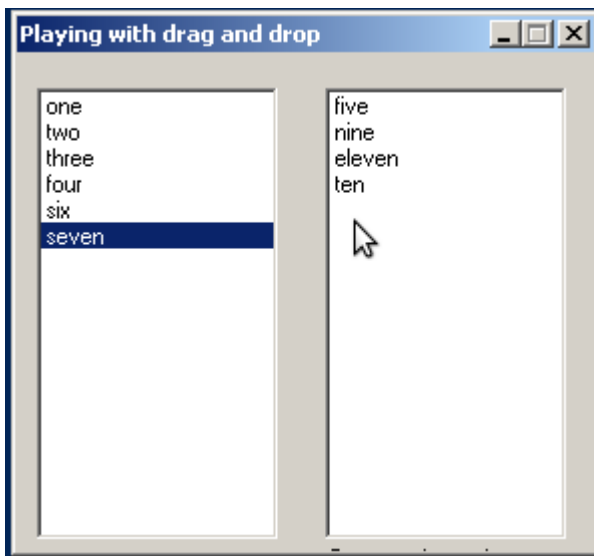 Playing with drag and drop
one
two
three
four
six
seven
five
nine
eleven
ten